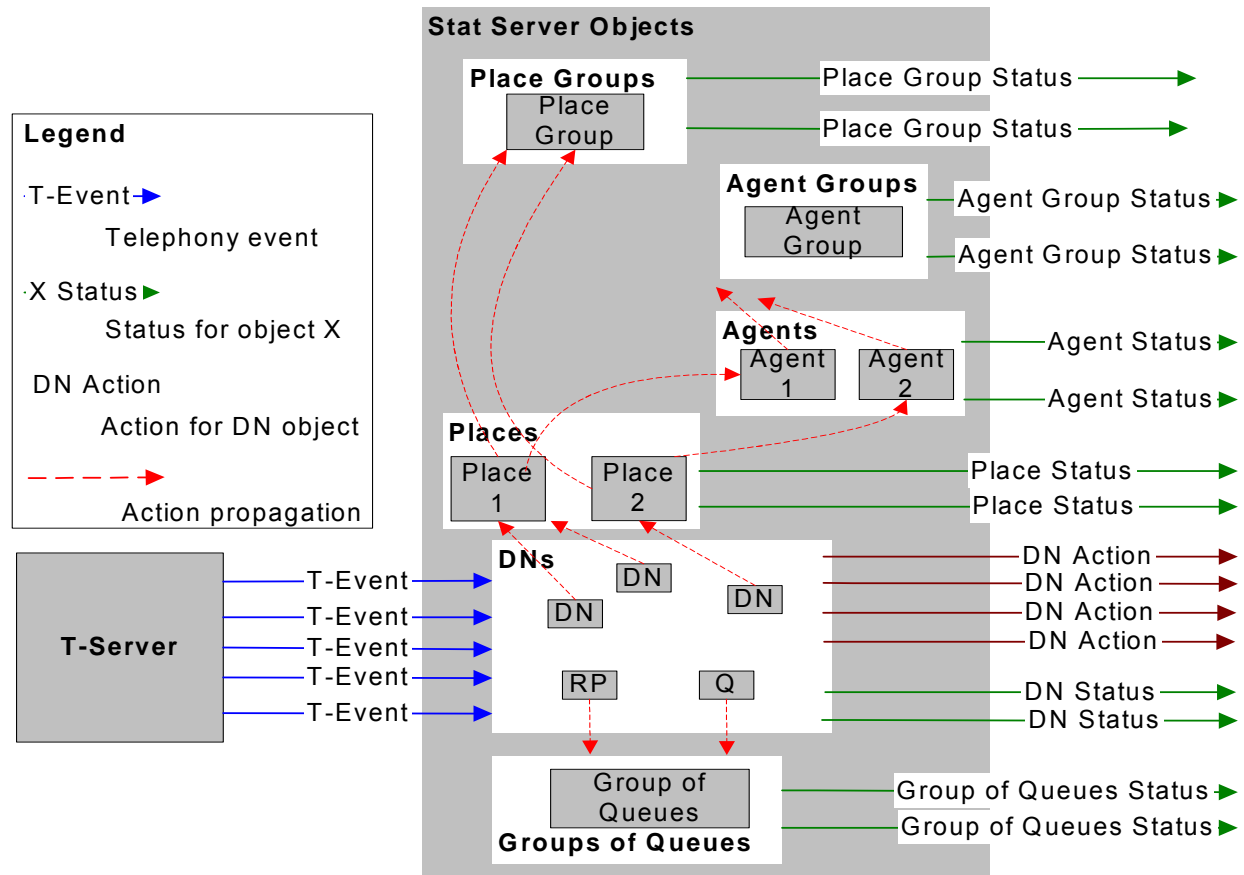 Stat Server Objects
Place Groups
Place
Group
Place Group Status
Place Group Status
Legend
T-Event
Telephony event
X Status
Status for object X
DN Action
Action for DN object
Action propagation
Agent Groups
Agent
Group
Agent Group Status
Agent Group Status
Agents
Agent
1
Agent
2
Agent Status
Agent Status
Places
Place
1
Place
2
Place Status
Place Status
T-Server
T-Event
T-Event
T-Event
T-Event
T-Event
DNs
DN
DN
DN
RP
Q
DN Action
DN Action
DN Action
DN Action
DN Status
DN Status
Group of
Queues
Groups of Queues
Group of Queues Status
Group of Queues Status